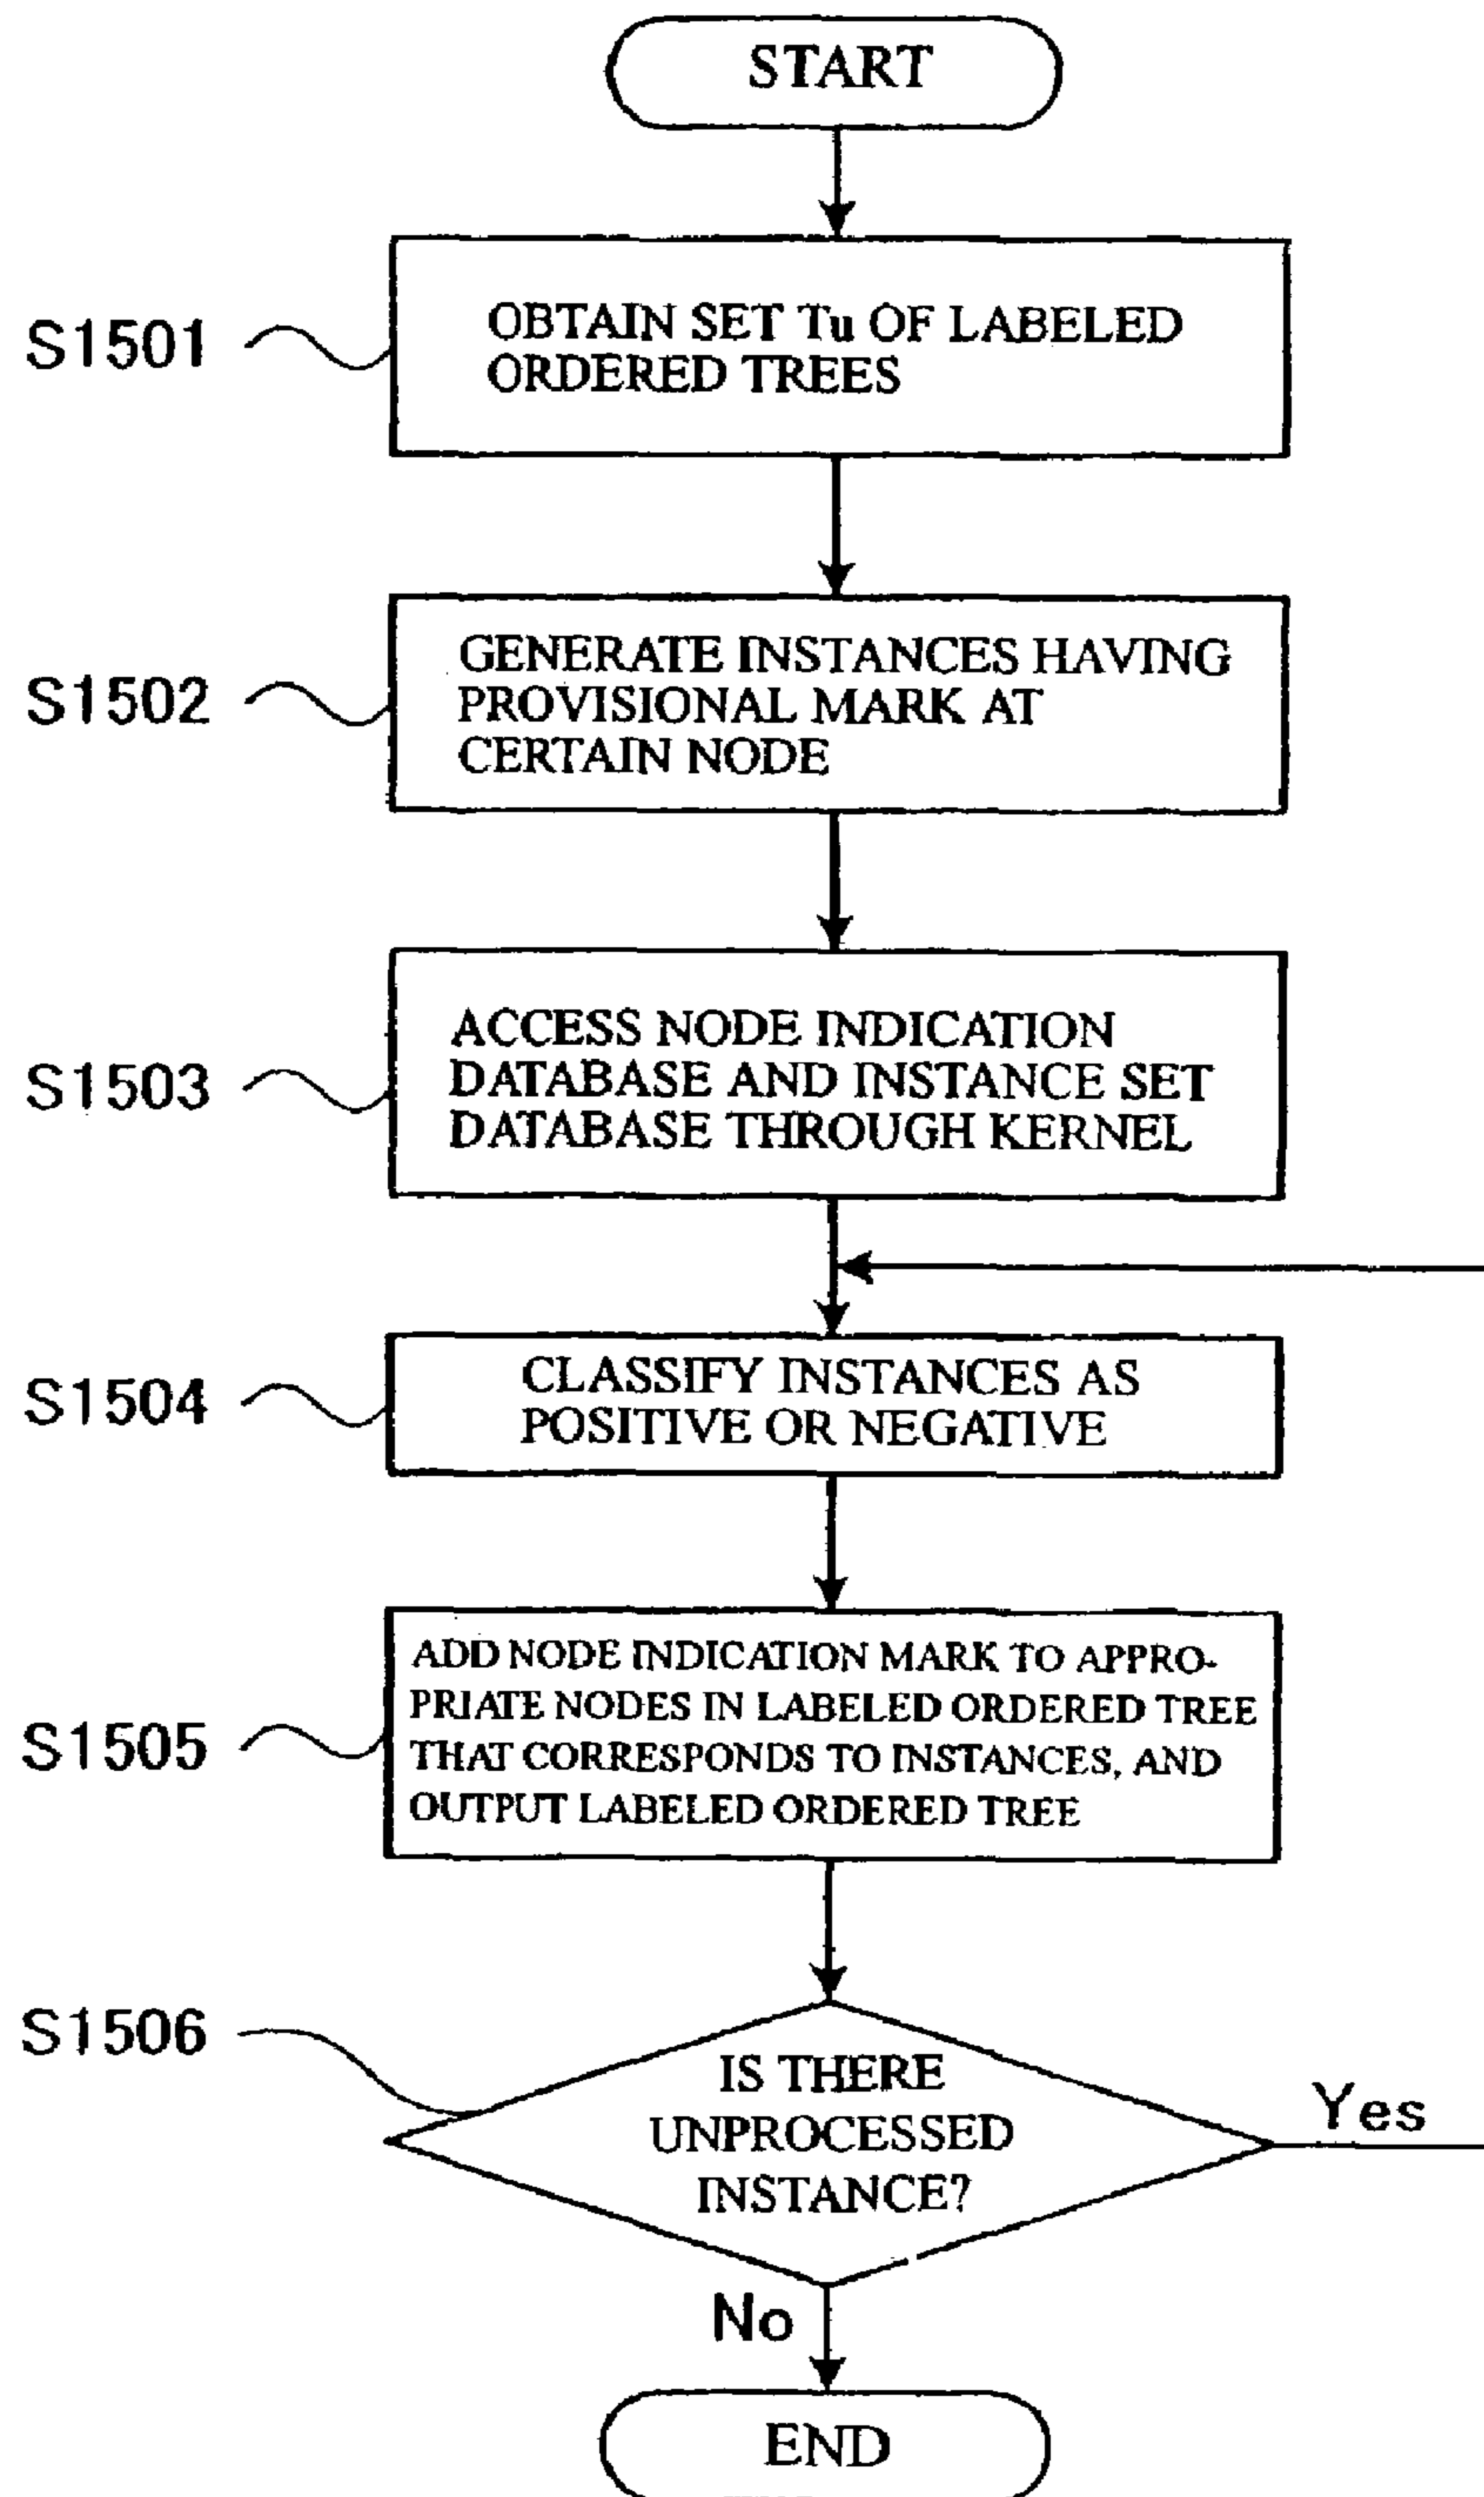 START
S1501
OBTAIN SET Tu OF LABELED
ORDERED TREES
S1502
GENERATE INSTANCES HAVING
PROVISIONAL MARK AT
CERTAIN NODE
S1503
ACCESS NODE INDICATION
DATABASE AND INSTANCE SET
DATABASE THROUGH KERNEL
S1504
CLASSIFY INSTANCES AS
POSITIVE OR NEGATIVE
S1505
ADD NODE INDICATION MARK TO APPRO-
PRIATE NODES IN LABELED ORDERED TREE
THAT CORRESPONDS TO INSTANCES, AND
OUTPUT LABELED ORDERED TREE
S1506
IS THERE
UNPROCESSED
INSTANCE?
Yes
No
END